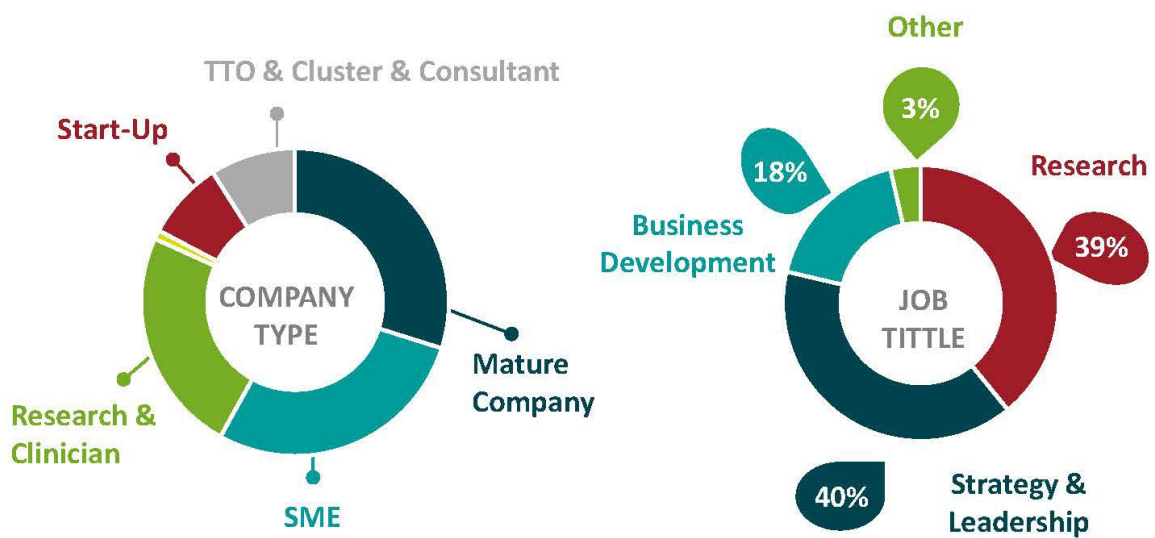 TTO & Cluster & Consultant
Start-Up
COMPANY
TYPE
Mature
Company
Research &
Clinician
SME
Other
3%
18%
Research
39%
Business
Development
JOB
TITTLE
40%
Strategy &
Leadership